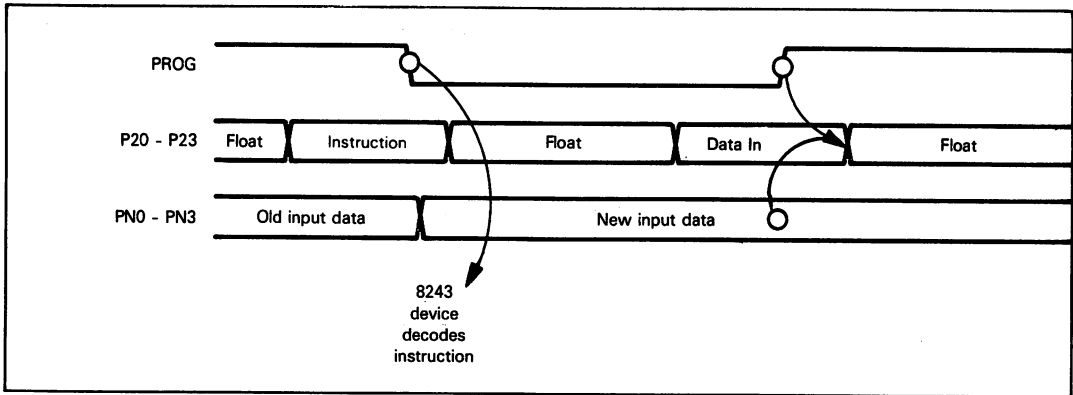 PROG
P20 - P23
Float
Instruction
Float
Data In
Float
PN0 - PN3
Old input data
New input data
8243
device
decodes
instruction